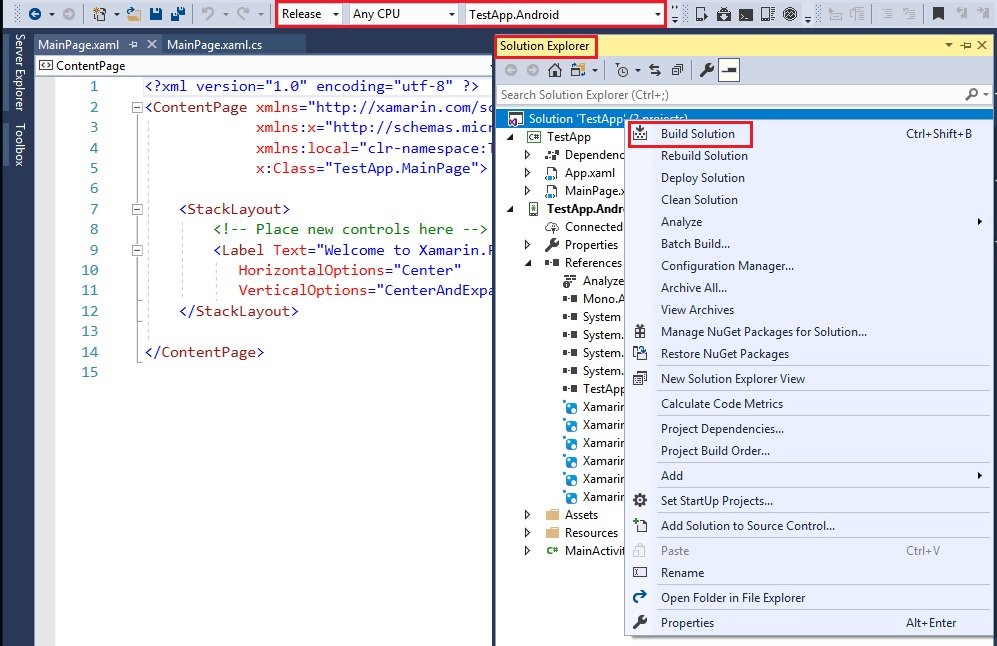 Release Any CPU TestApp.Android
Server Explorer
Toolbox
MainPage.xaml MainPage.xaml.cs
ContentPage
1 <?xml version="1.0" encoding="utf-8" ?>
2 <ContentPage xmlns="http://xamarin.com/sc
3 xmlns:x="http://schemas.micr
4 xmlns:local="clr-namespace:
5 x:Class="TestApp.MainPage">
6
7 <StackLayout>
8 <!-- Place new controls here -->
9 <Label Text="Welcome to Xamarin.F
10 HorizontalOptions="Center"
11 VerticalOptions="CenterAndExpa
12 </StackLayout>
13
14 </ContentPage>
15
Solution Explorer
Search Solution Explorer (Ctrl+;)
Solution 'TestApp' (2 projects)
TestApp
Dependenc
App.xaml
MainPage.x
TestApp.Andr
Connected
Properties
References
Analyze
Mono.A
System
System.
System.
System.
TestApp
Xamarin
Xamarin
Xamarin
Xamarin
Xamarin
Xamarin
Assets
Resources
MainActivit
Build Solution Ctrl+Shift+B
Rebuild Solution
Deploy Solution
Clean Solution
Analyze
Batch Build...
Configuration Manager...
Archive All...
View Archives
Manage NuGet Packages for Solution...
Restore NuGet Packages
New Solution Explorer View
Calculate Code Metrics
Project Dependencies...
Project Build Order...
Add
Set StartUp Projects...
Add Solution to Source Control...
Paste Ctrl+V
Rename
Open Folder in File Explorer
Properties Alt+Enter